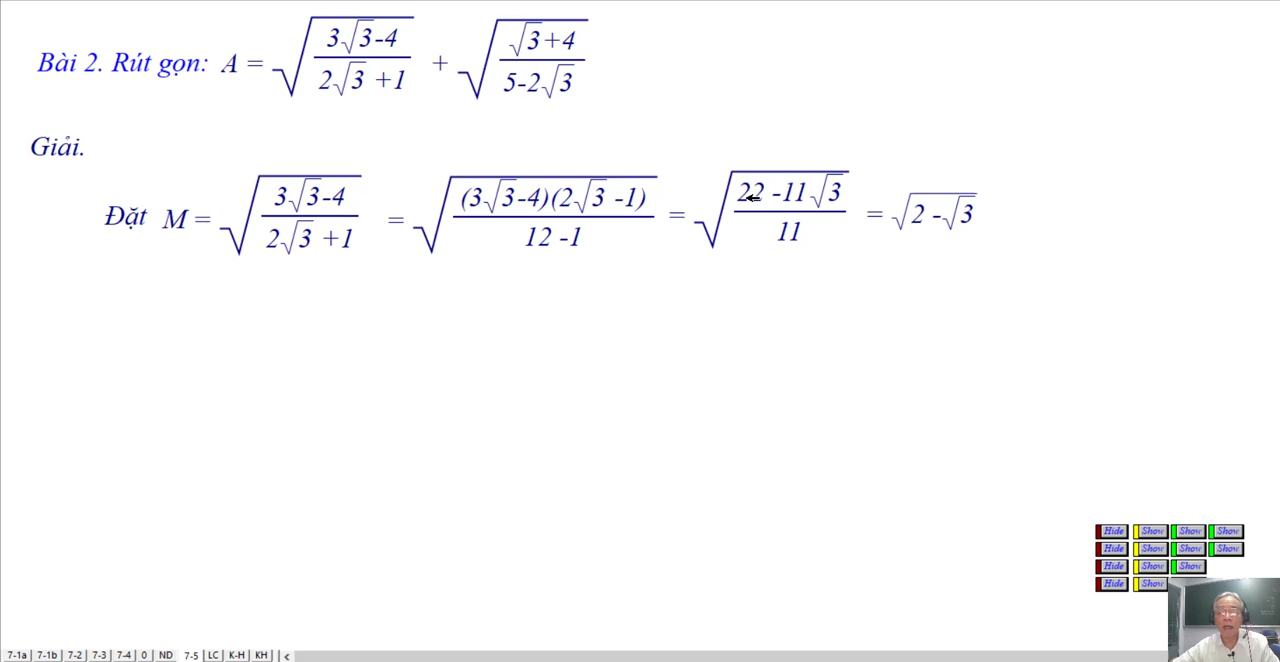 Bài 2. Rút gọn: A = √((3√3-4)/(2√3 +1)) + √((√3+4)/(5-2√3))
Giải.
Đặt M = √((3√3-4)/(2√3 +1)) = √((3√3-4)(2√3 -1)/(12 -1)) = √((22 -11√3)/11) = √(2 -√3)
Hide Show Show Show
Hide Show Show Show
Hide Show Show
Hide Show
7-1a 7-1b 7-2 7-3 7-4 0 ND 7-5 LC K-H KH